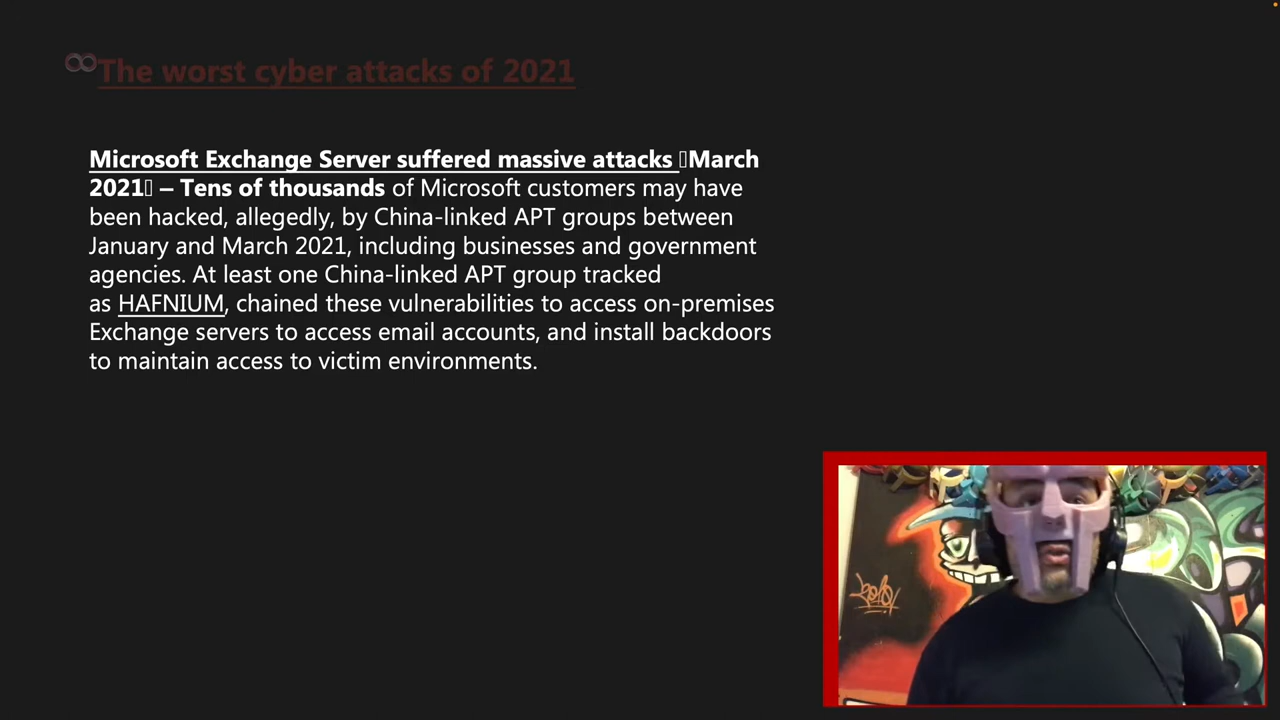 The worst cyber attacks of 2021
Microsoft Exchange Server suffered massive attacks ▯March
2021▯ – Tens of thousands of Microsoft customers may have
been hacked, allegedly, by China-linked APT groups between
January and March 2021, including businesses and government
agencies. At least one China-linked APT group tracked
as HAFNIUM, chained these vulnerabilities to access on-premises
Exchange servers to access email accounts, and install backdoors
to maintain access to victim environments.